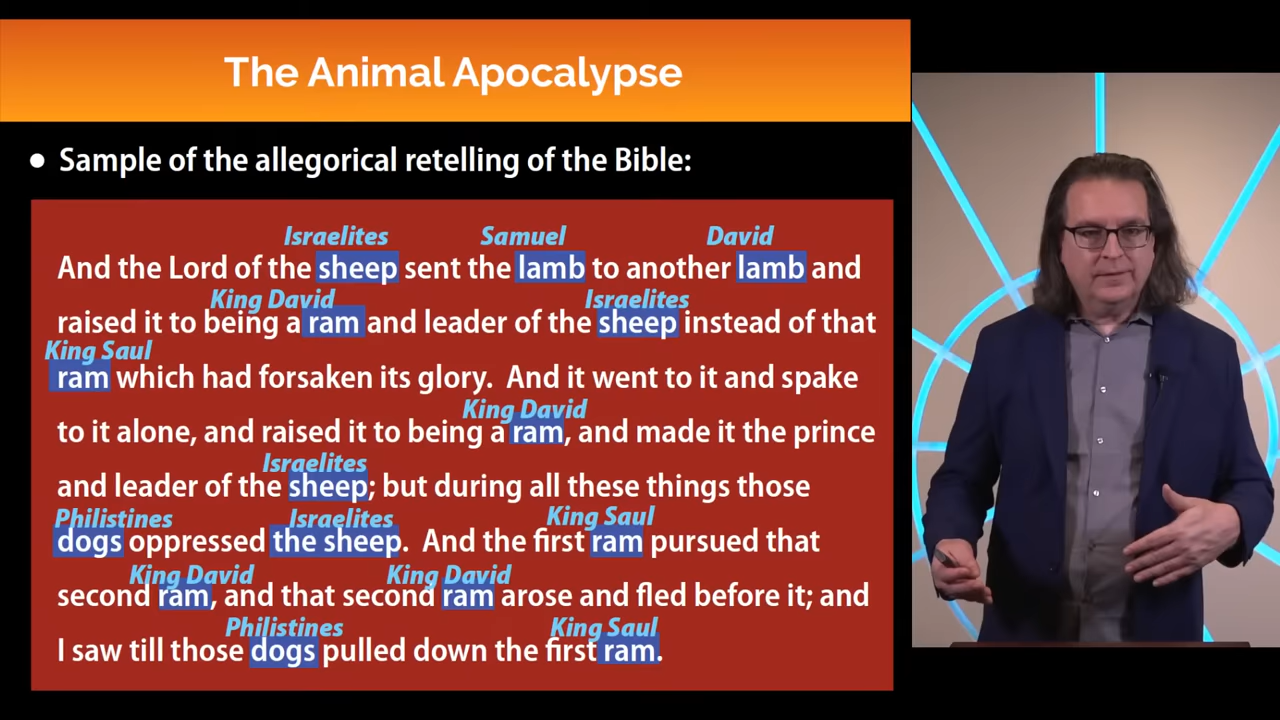 The Animal Apocalypse
● Sample of the allegorical retelling of the Bible:
Israelites Samuel David
And the Lord of the sheep sent the lamb to another lamb and
King David Israelites
raised it to being a ram and leader of the sheep instead of that
King Saul
ram which had forsaken its glory. And it went to it and spake
King David
to it alone, and raised it to being a ram, and made it the prince
Israelites
and leader of the sheep; but during all these things those
Philistines Israelites King Saul
dogs oppressed the sheep. And the first ram pursued that
King David King David
second ram, and that second ram arose and fled before it; and
Philistines King Saul
I saw till those dogs pulled down the first ram.